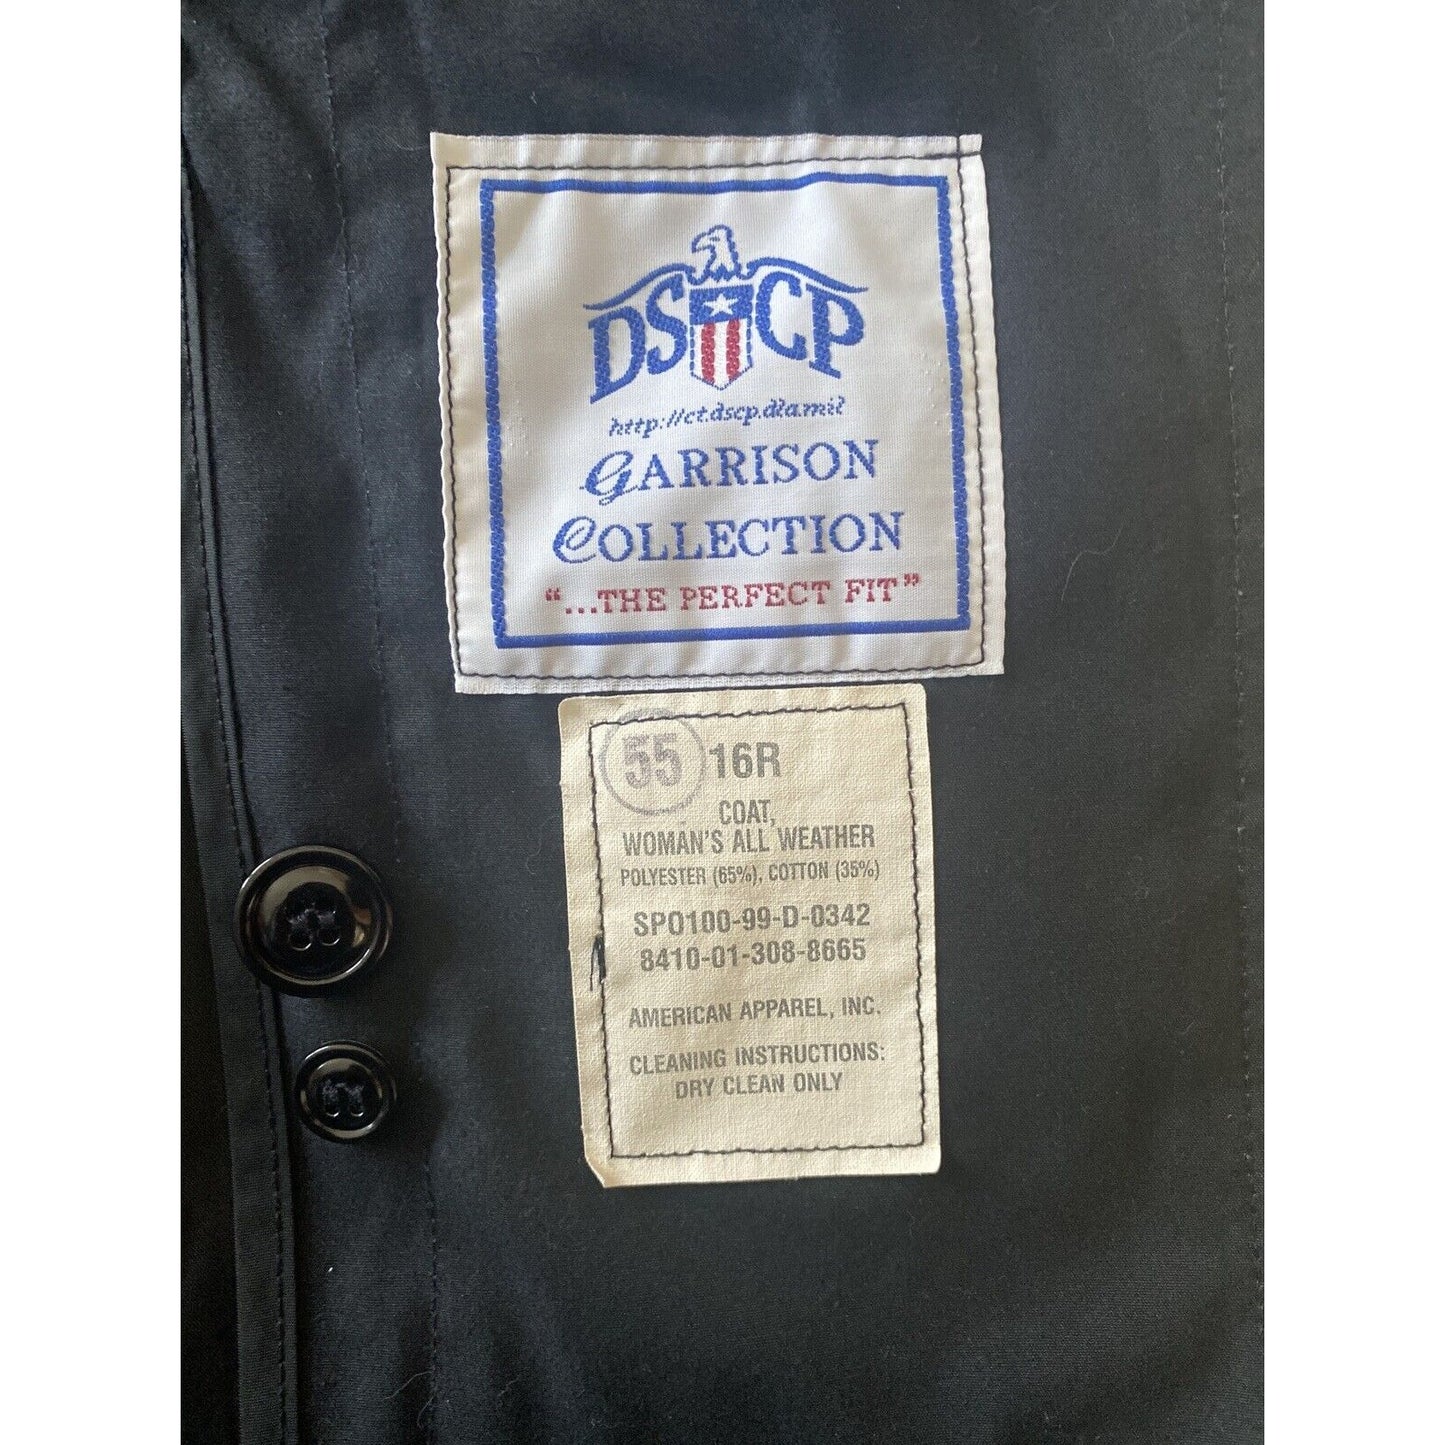 DSCP
http://ct.dscp.dla.mil
GARRISON
COLLECTION
"...THE PERFECT FIT"
55 16R
COAT,
WOMAN'S ALL WEATHER
POLYESTER (65%), COTTON (35%)
SPO100-99-D-0342
8410-01-308-8665
AMERICAN APPAREL, INC.
CLEANING INSTRUCTIONS:
DRY CLEAN ONLY